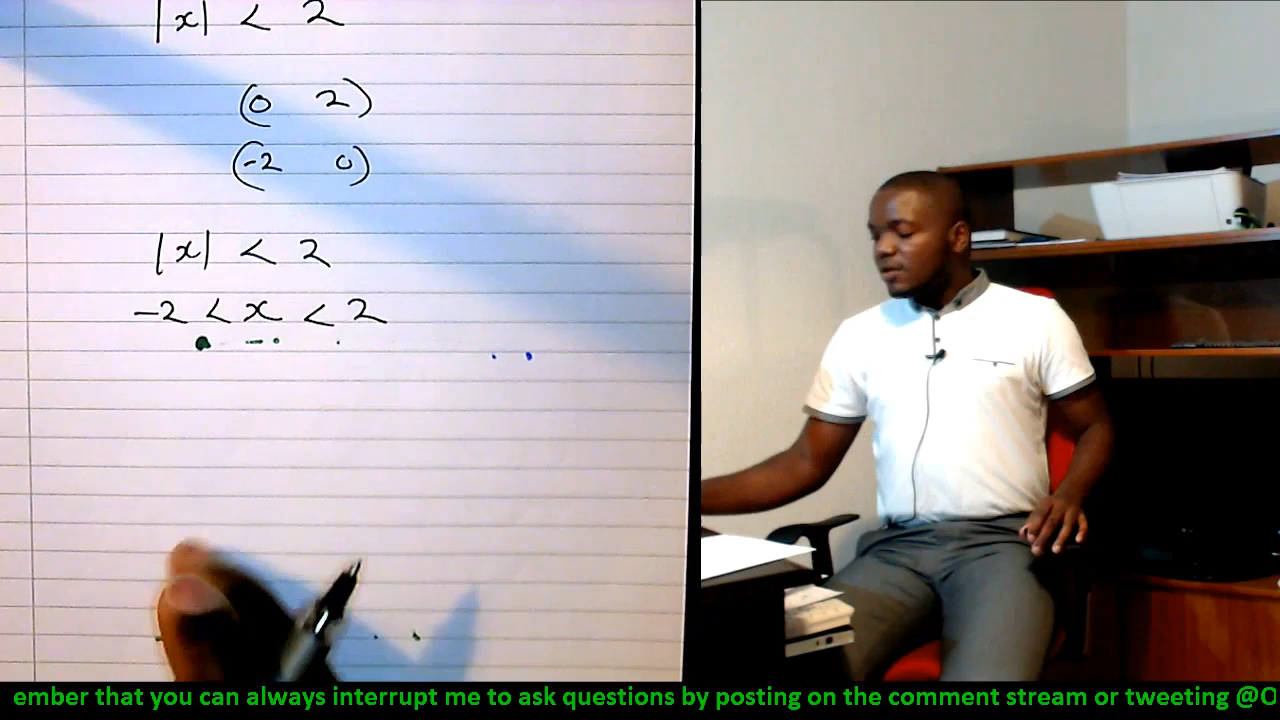 |x| < 2
(0 2)
(-2 0)
|x| < 2
-2 < x < 2
ember that you can always interrupt me to ask questions by posting on the comment stream or tweeting @O